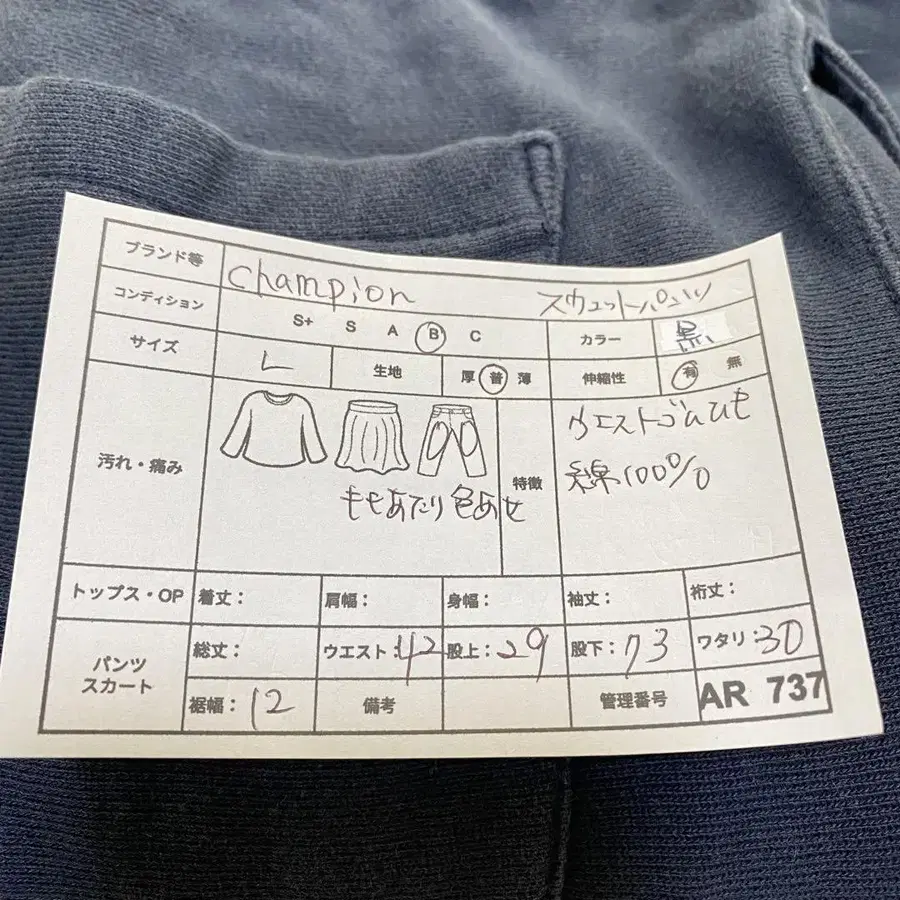 ブランド等 champion スウェットパンツ
コンディション S+ S A B C カラー 黒
サイズ L 生地 厚 普 薄 伸縮性 有 無
汚れ・痛み ももあたり色あせ 特徴 ウエストゴムひも
綿100%
トップス・OP 着丈: 肩幅: 身幅: 袖丈: 裄丈:
パンツ スカート 総丈: ウエスト:42 股上:29 股下:73 ワタリ:30
裾幅:12 備考 管理番号 AR 737